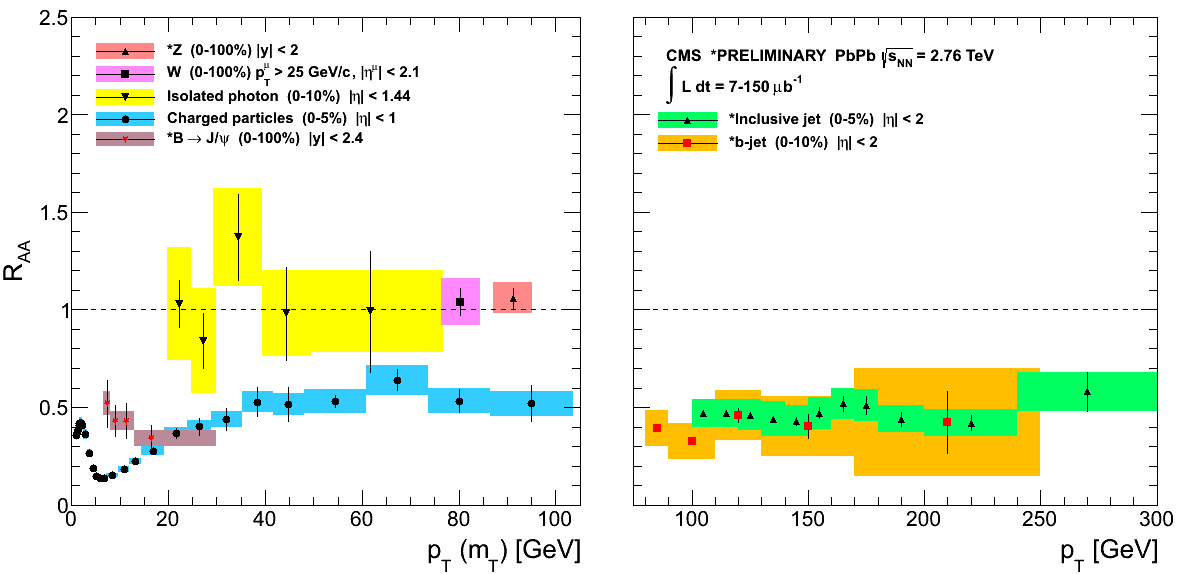 2.5
2
1.5
1
0.5
0
R_AA
*Z (0-100%) |y| < 2
W (0-100%) p_T^μ > 25 GeV/c, |η^μ| < 2.1
Isolated photon (0-10%) |η| < 1.44
Charged particles (0-5%) |η| < 1
*B → J/ψ (0-100%) |y| < 2.4
0 20 40 60 80 100
p_T (m_T) [GeV]
CMS *PRELIMINARY PbPb √s_NN = 2.76 TeV
∫ L dt = 7-150 μb⁻¹
*Inclusive jet (0-5%) |η| < 2
*b-jet (0-10%) |η| < 2
100 150 200 250 300
p_T [GeV]